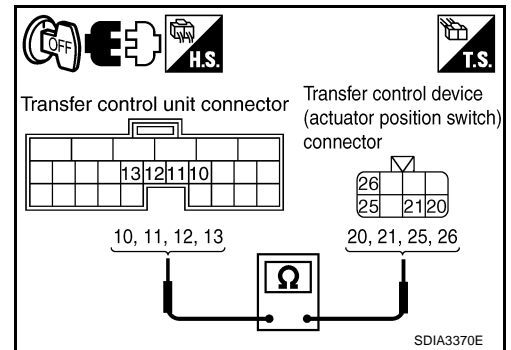 OFF
H.S.
T.S.
Transfer control unit connector
Transfer control device
(actuator position switch)
connector
13 12 11 10
26
25 21 20
10, 11, 12, 13
20, 21, 25, 26
Ω
SDIA3370E